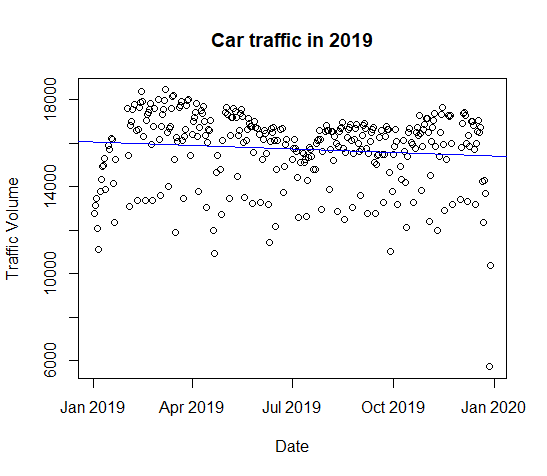 Car traffic in 2019
Traffic Volume
18000
14000
10000
6000
Jan 2019 Apr 2019 Jul 2019 Oct 2019 Jan 2020
Date